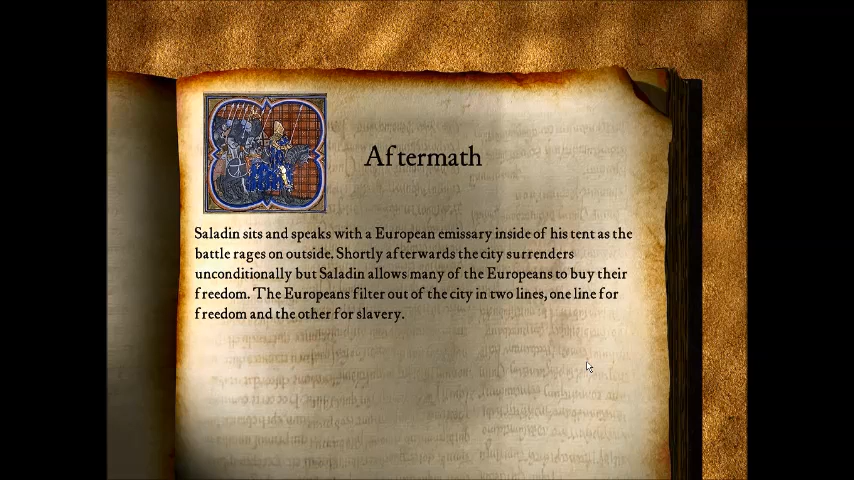 Aftermath
Saladin sits and speaks with a European emissary inside of his tent as the
battle rages on outside. Shortly afterwards the city surrenders
unconditionally but Saladin allows many of the Europeans to buy their
freedom. The Europeans filter out of the city in two lines, one line for
freedom and the other for slavery.